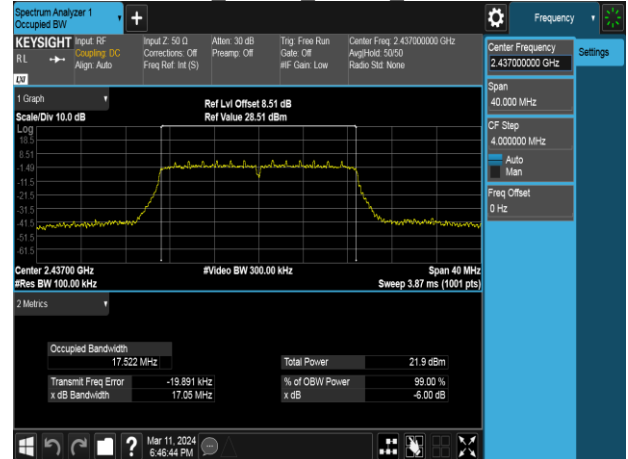 Spectrum Analyzer 1
Occupied BW
Frequency
KEYSIGHT
RL
Input: RF
Coupling: DC
Align: Auto
Input Z: 50 Ω
Corrections: Off
Freq Ref: Int (S)
Atten: 30 dB
Preamp: Off
Trig: Free Run
Gate: Off
#IF Gain: Low
Center Freq: 2.437000000 GHz
Avg|Hold: 50/50
Radio Std: None
LXI
Center Frequency
2.437000000 GHz
Settings
Span
40.000 MHz
CF Step
4.000000 MHz
Auto
Man
Freq Offset
0 Hz
1 Graph
Scale/Div 10.0 dB
Ref Lvl Offset 8.51 dB
Ref Value 28.51 dBm
Log
18.5
8.51
-1.49
-11.5
-21.5
-31.5
-41.5
-51.5
-61.5
Center 2.43700 GHz
#Res BW 100.00 kHz
#Video BW 300.00 kHz
Span 40 MHz
Sweep 3.87 ms (1001 pts)
2 Metrics
Occupied Bandwidth
17.522 MHz
Total Power 21.9 dBm
Transmit Freq Error -19.891 kHz
% of OBW Power 99.00 %
x dB Bandwidth 17.05 MHz
x dB -6.00 dB
?
Mar 11, 2024
6:46:44 PM